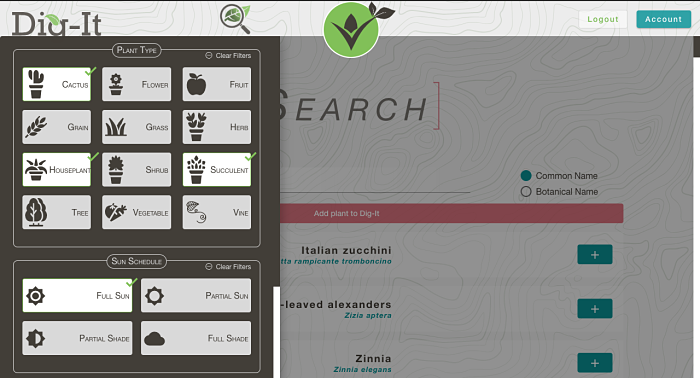 Dig-It
Logout
Account
Plant Type
Clear Filters
Cactus
Flower
Fruit
Grain
Grass
Herb
Houseplant
Shrub
Succulent
Tree
Vegetable
Vine
Sun Schedule
Clear Filters
Full Sun
Partial Sun
Partial Shade
Full Shade
Search]
Common Name
Botanical Name
Add plant to Dig-It
Italian zucchini
rampicante tromboncino
+
-leaved alexanders
Zizia aptera
+
Zinnia
Zinnia elegans
+